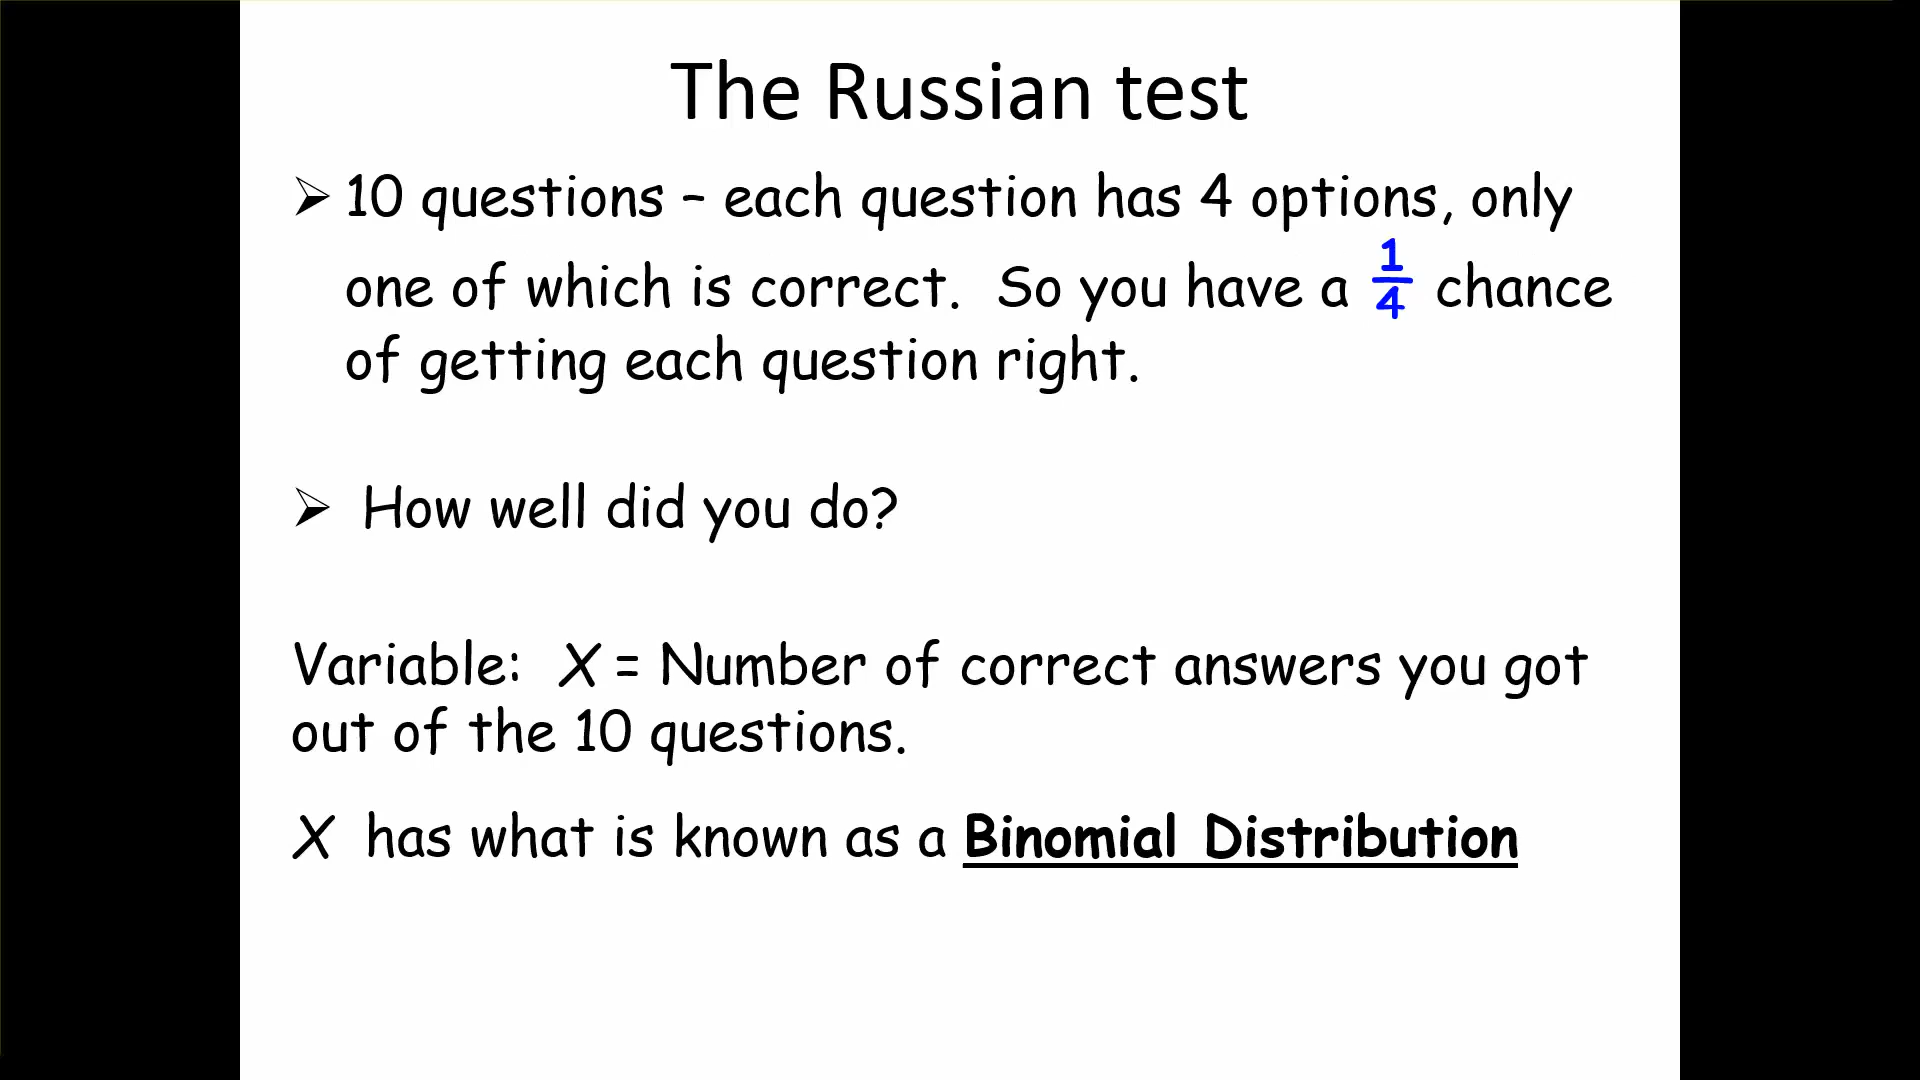 The Russian test
➢ 10 questions – each question has 4 options, only
one of which is correct. So you have a 1/4 chance
of getting each question right.
➢ How well did you do?
Variable: X = Number of correct answers you got
out of the 10 questions.
X has what is known as a Binomial Distribution